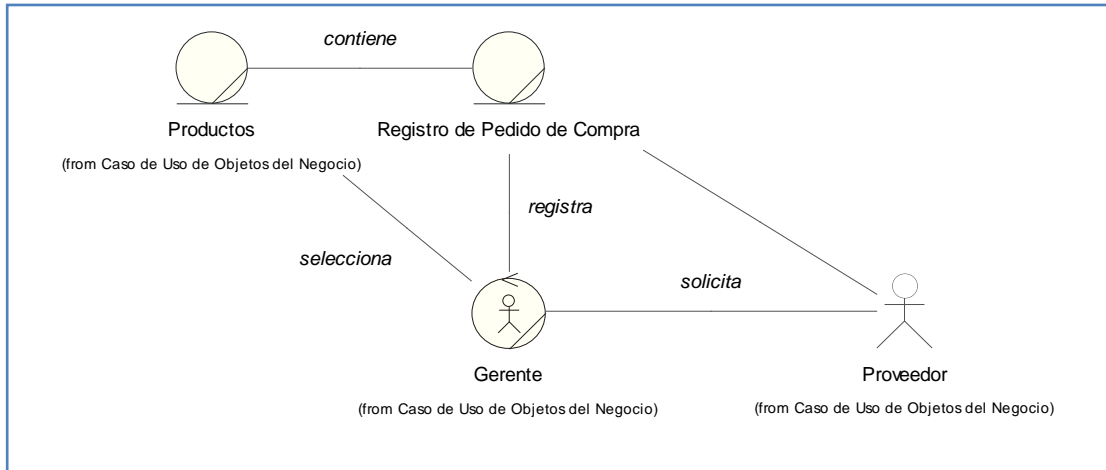 contiene
Productos
Registro de Pedido de Compra
(from Caso de Uso de Objetos del Negocio)
registra
selecciona
solicita
Gerente
Proveedor
(from Caso de Uso de Objetos del Negocio)
(from Caso de Uso de Objetos del Negocio)